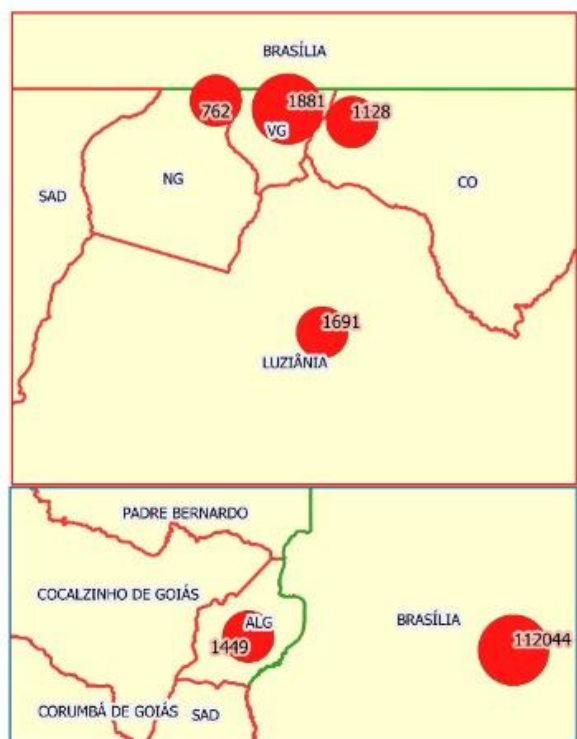 BRASÍLIA
1881
762
1128
VG
NG
CO
SAD
1691
LUZIÂNIA
PADRE BERNARDO
COCALZINHO DE GOIÁS
ALG
BRASÍLIA
1449
112044
CORUMBÁ DE GOIÁS
SAD